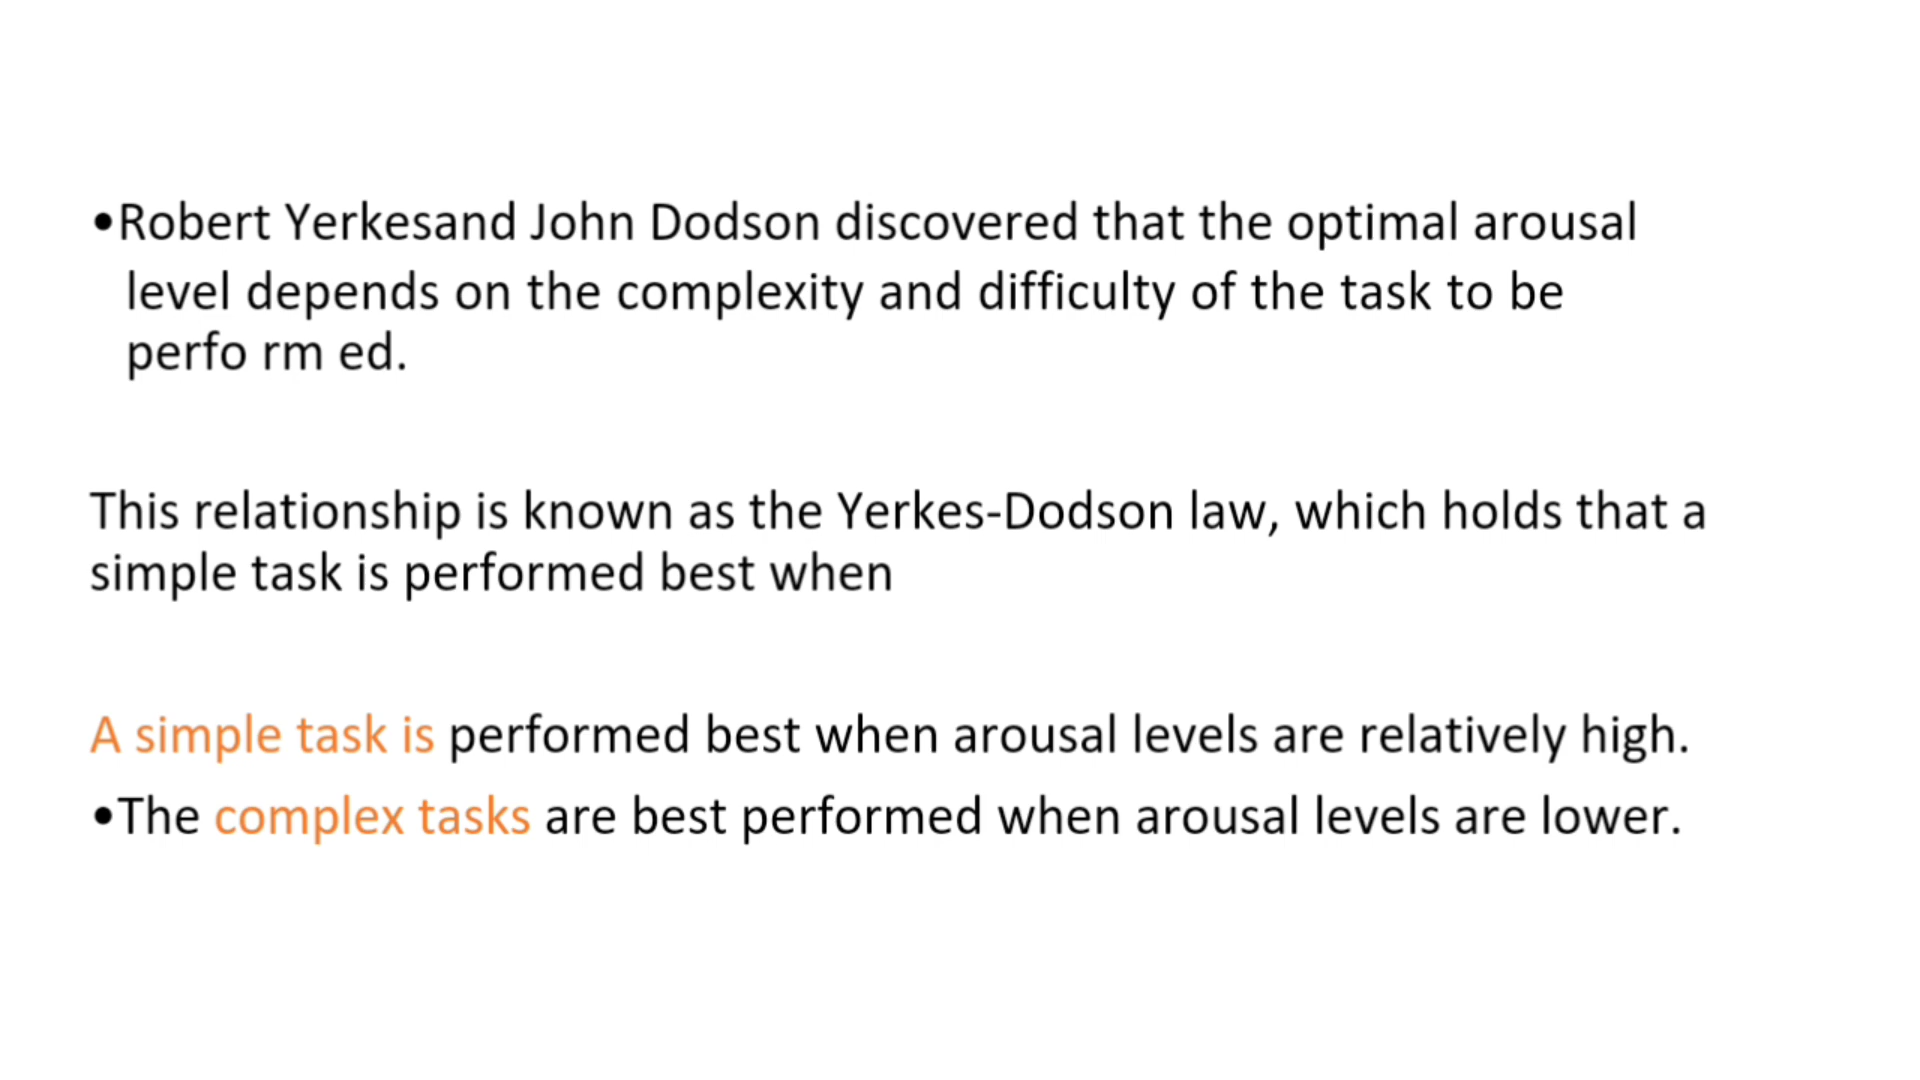 •Robert Yerkesand John Dodson discovered that the optimal arousal
level depends on the complexity and difficulty of the task to be
perfo rm ed.
This relationship is known as the Yerkes-Dodson law, which holds that a
simple task is performed best when
A simple task is performed best when arousal levels are relatively high.
•The complex tasks are best performed when arousal levels are lower.